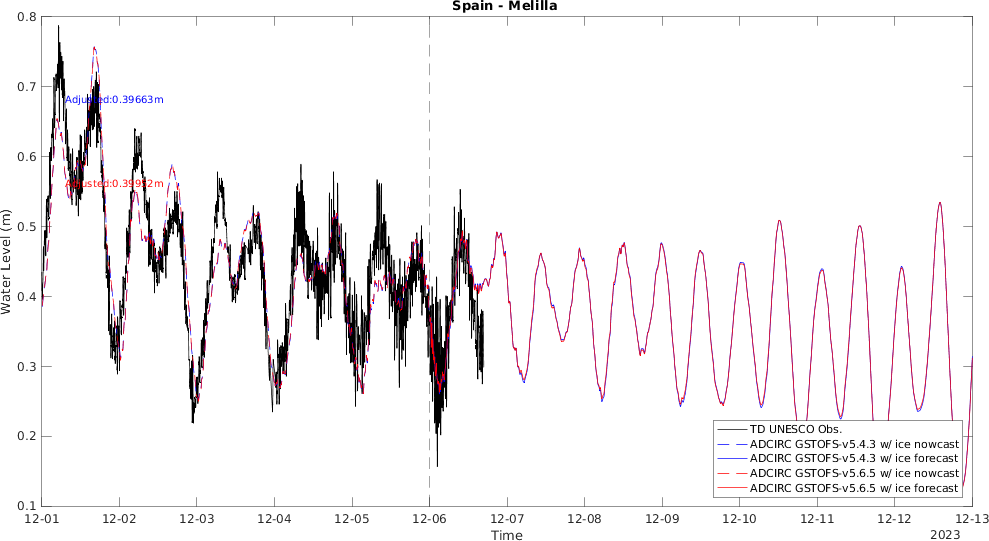 Spain - Melilla
0.8
0.7
0.6
0.5
0.4
0.3
0.2
0.1
Water Level (m)
Adjusted:0.39663m
Adjusted:0.39952m
TD UNESCO Obs.
ADCIRC GSTOFS-v5.4.3 w/ ice nowcast
ADCIRC GSTOFS-v5.4.3 w/ ice forecast
ADCIRC GSTOFS-v5.6.5 w/ ice nowcast
ADCIRC GSTOFS-v5.6.5 w/ ice forecast
12-01 12-02 12-03 12-04 12-05 12-06 12-07 12-08 12-09 12-10 12-11 12-12 12-13
Time
2023